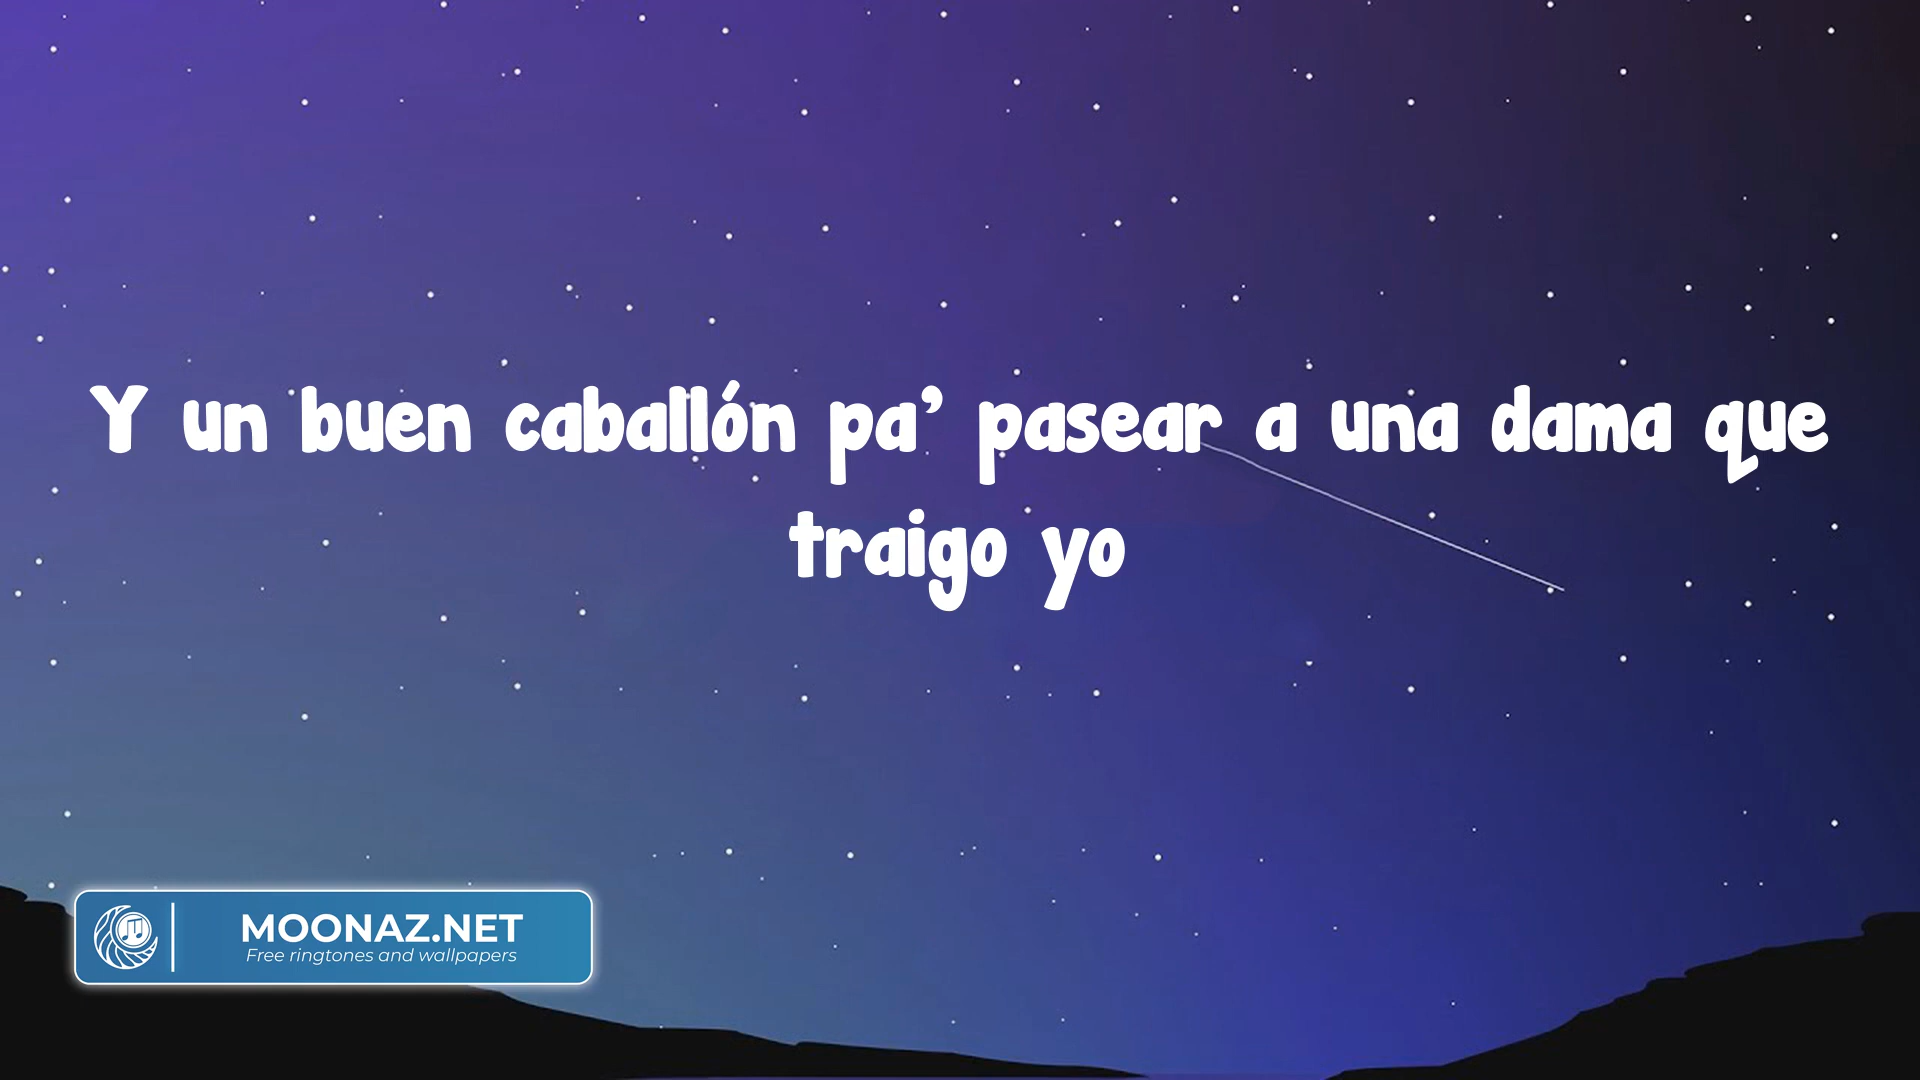 Y un buen caballón pa’ pasear a una dama que
traigo yo
MOONAZ.NET
Free ringtones and wallpapers